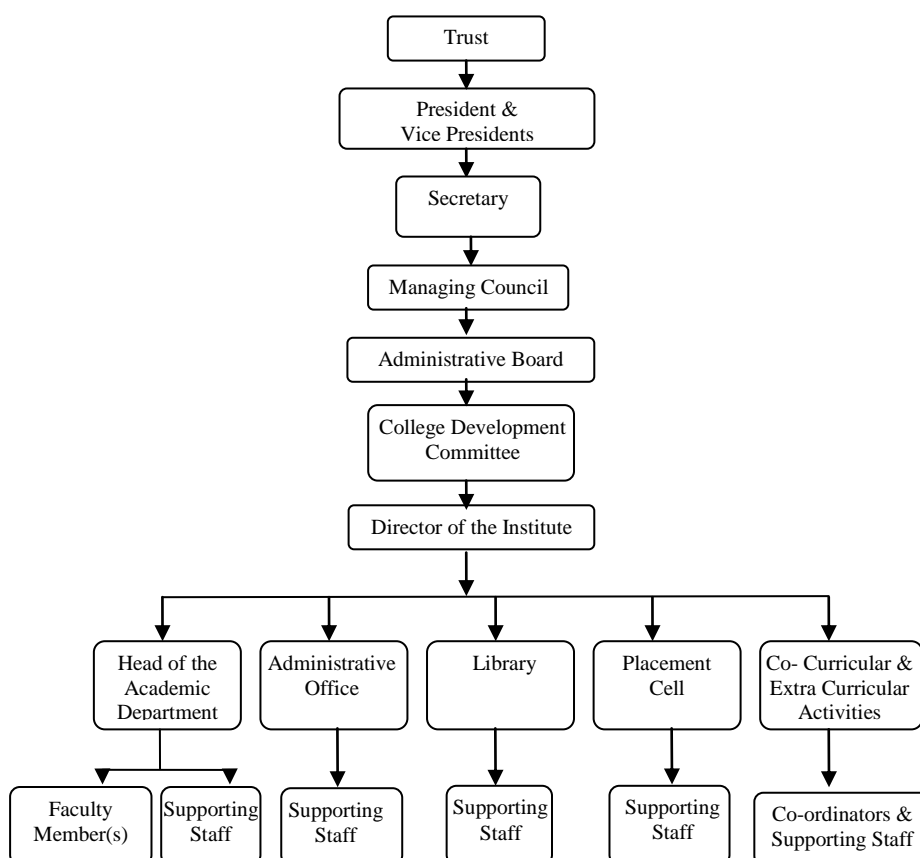 Trust
President &
Vice Presidents
Secretary
Managing Council
Administrative Board
College Development
Committee
Director of the Institute
Head of the
Academic
Department
Administrative
Office
Library
Placement
Cell
Co- Curricular &
Extra Curricular
Activities
Faculty
Member(s)
Supporting
Staff
Supporting
Staff
Supporting
Staff
Supporting
Staff
Co-ordinators &
Supporting Staff